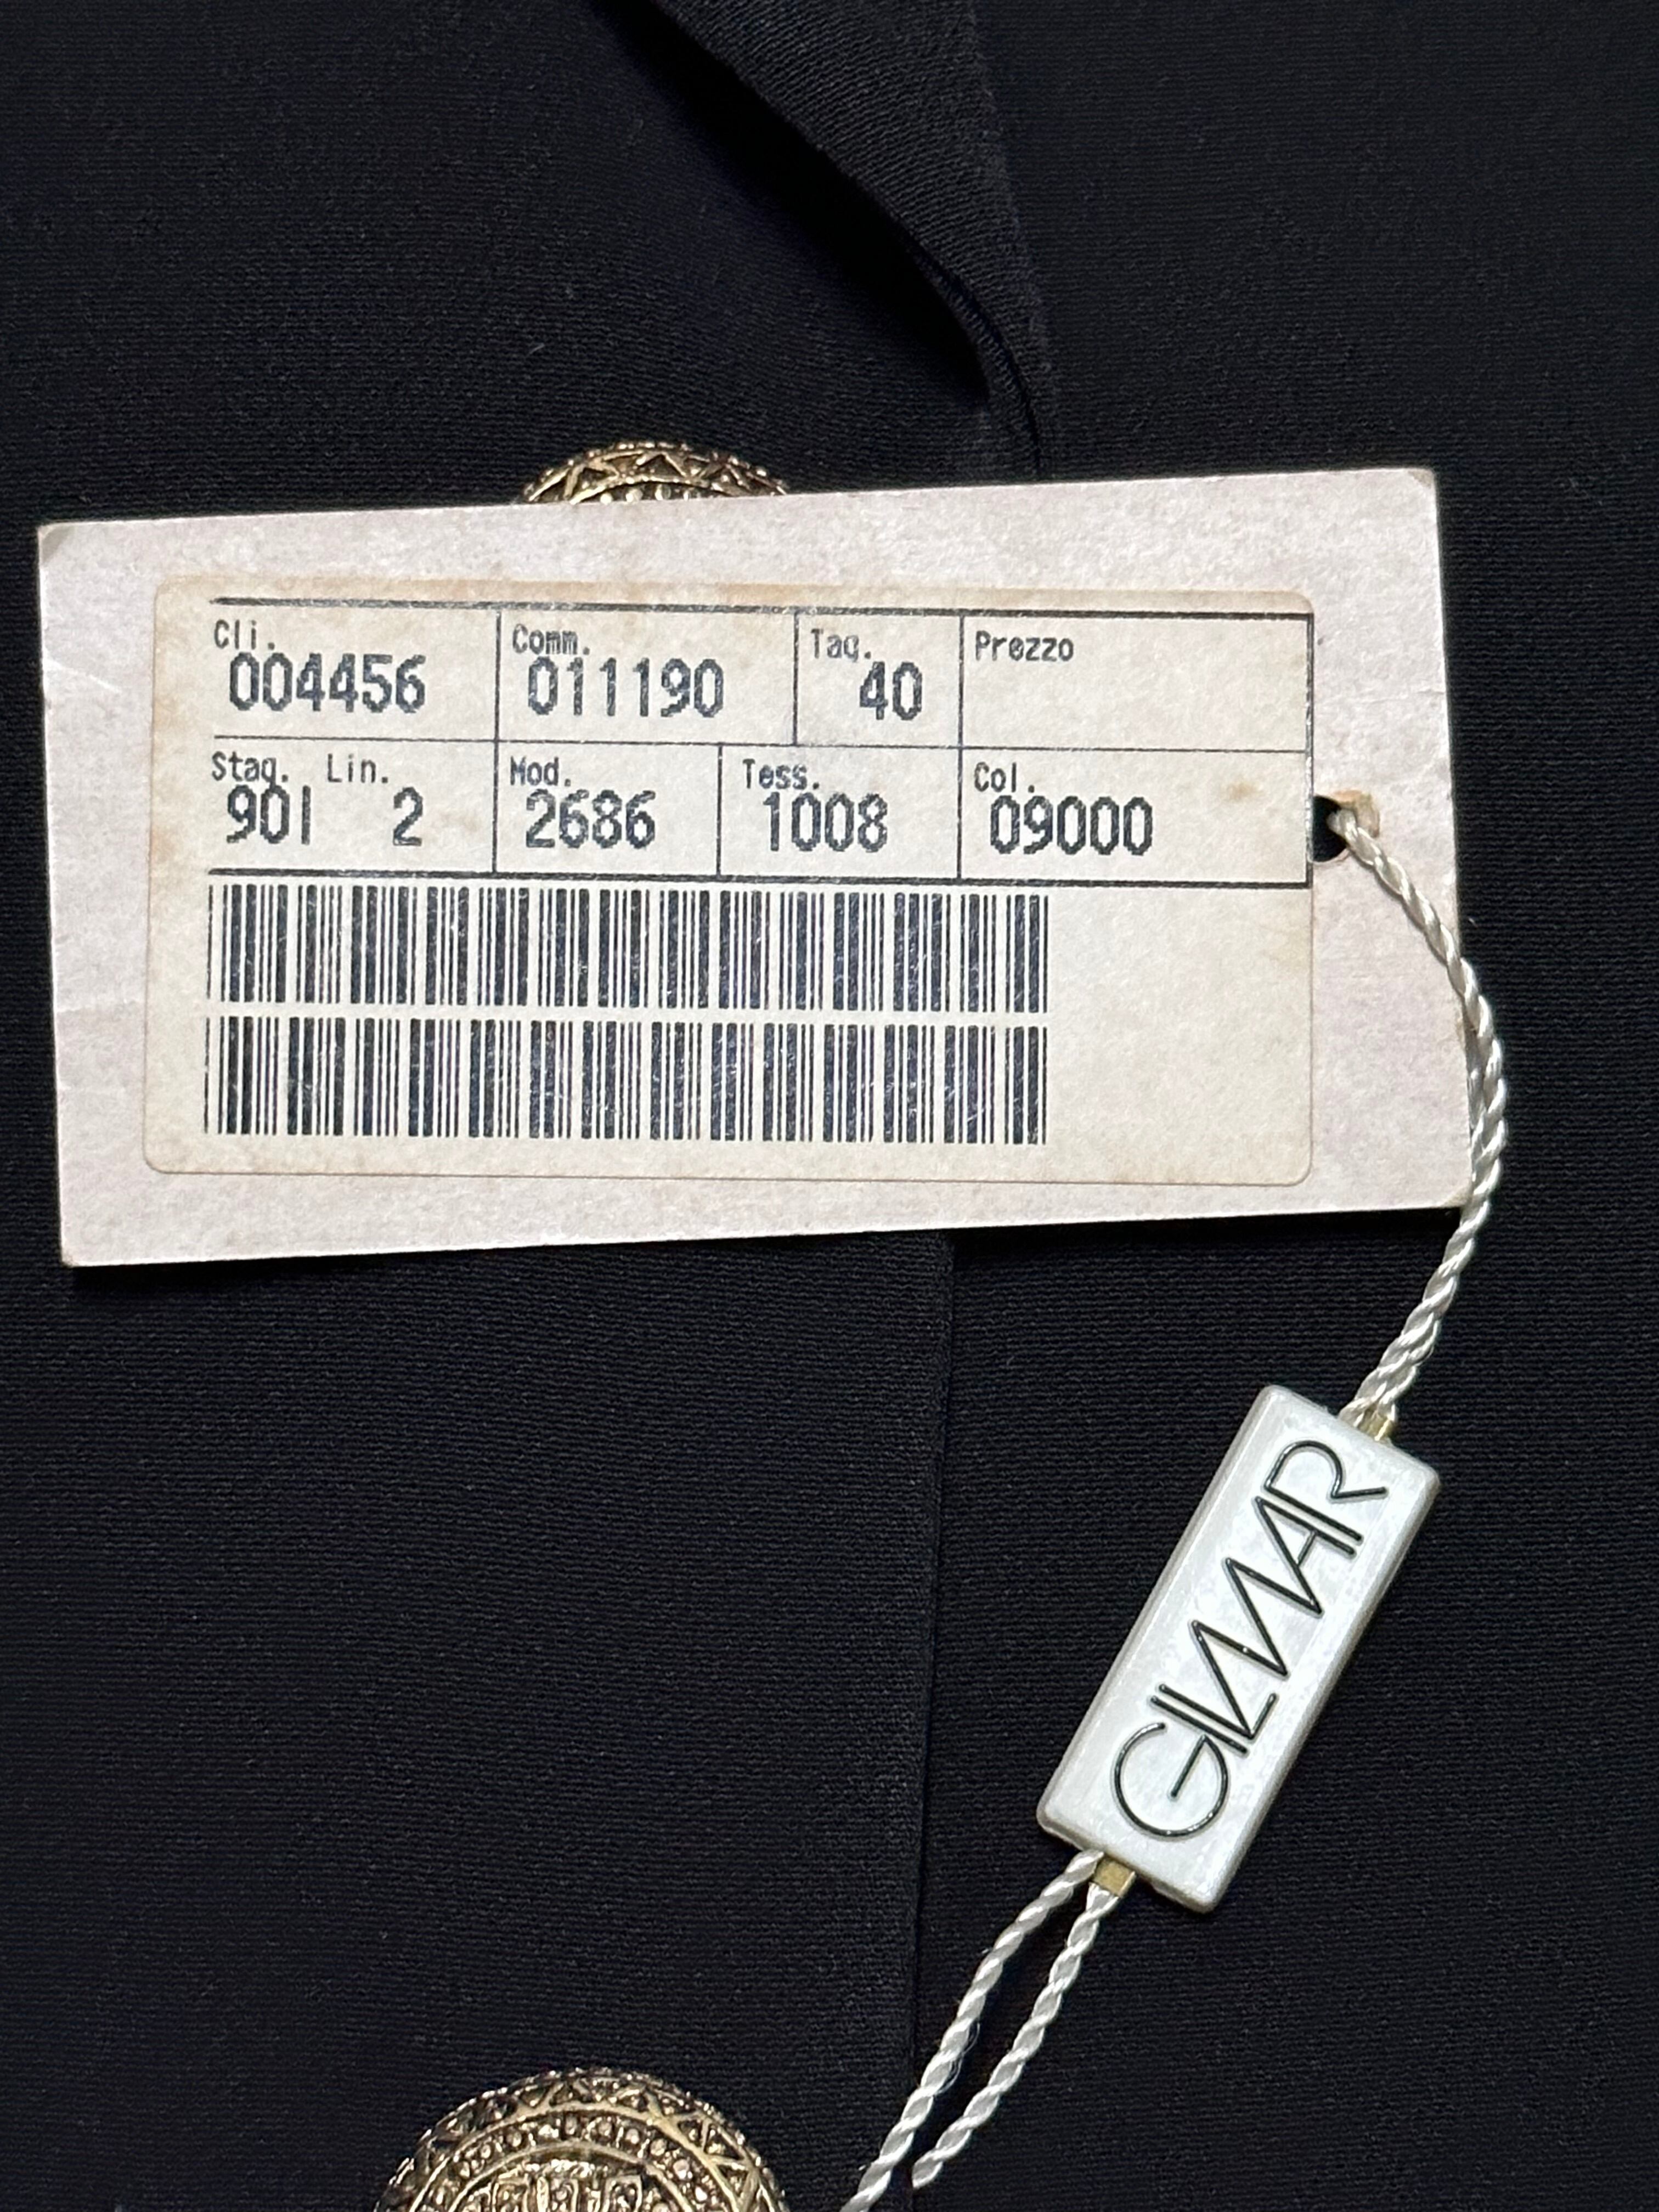 Cli. Comm. Tag. Prezzo
004456 011190 40
Stag. Lin. Mod. Tess. Col.
901 2 2686 1008 09000
GILMAR